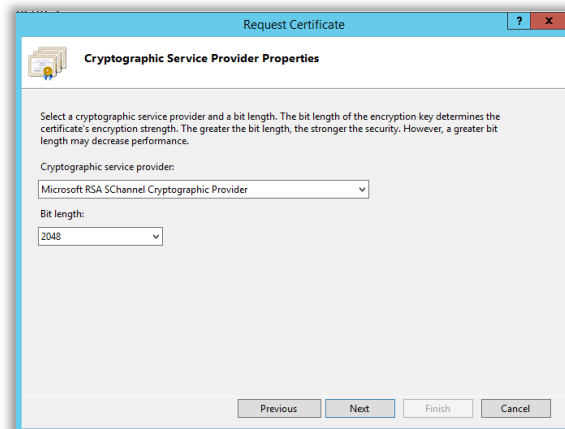 Request Certificate
?
x
Cryptographic Service Provider Properties
Select a cryptographic service provider and a bit length. The bit length of the encryption key determines the
certificate's encryption strength. The greater the bit length, the stronger the security. However, a greater bit
length may decrease performance.
Cryptographic service provider:
Microsoft RSA SChannel Cryptographic Provider
Bit length:
2048
Previous
Next
Finish
Cancel